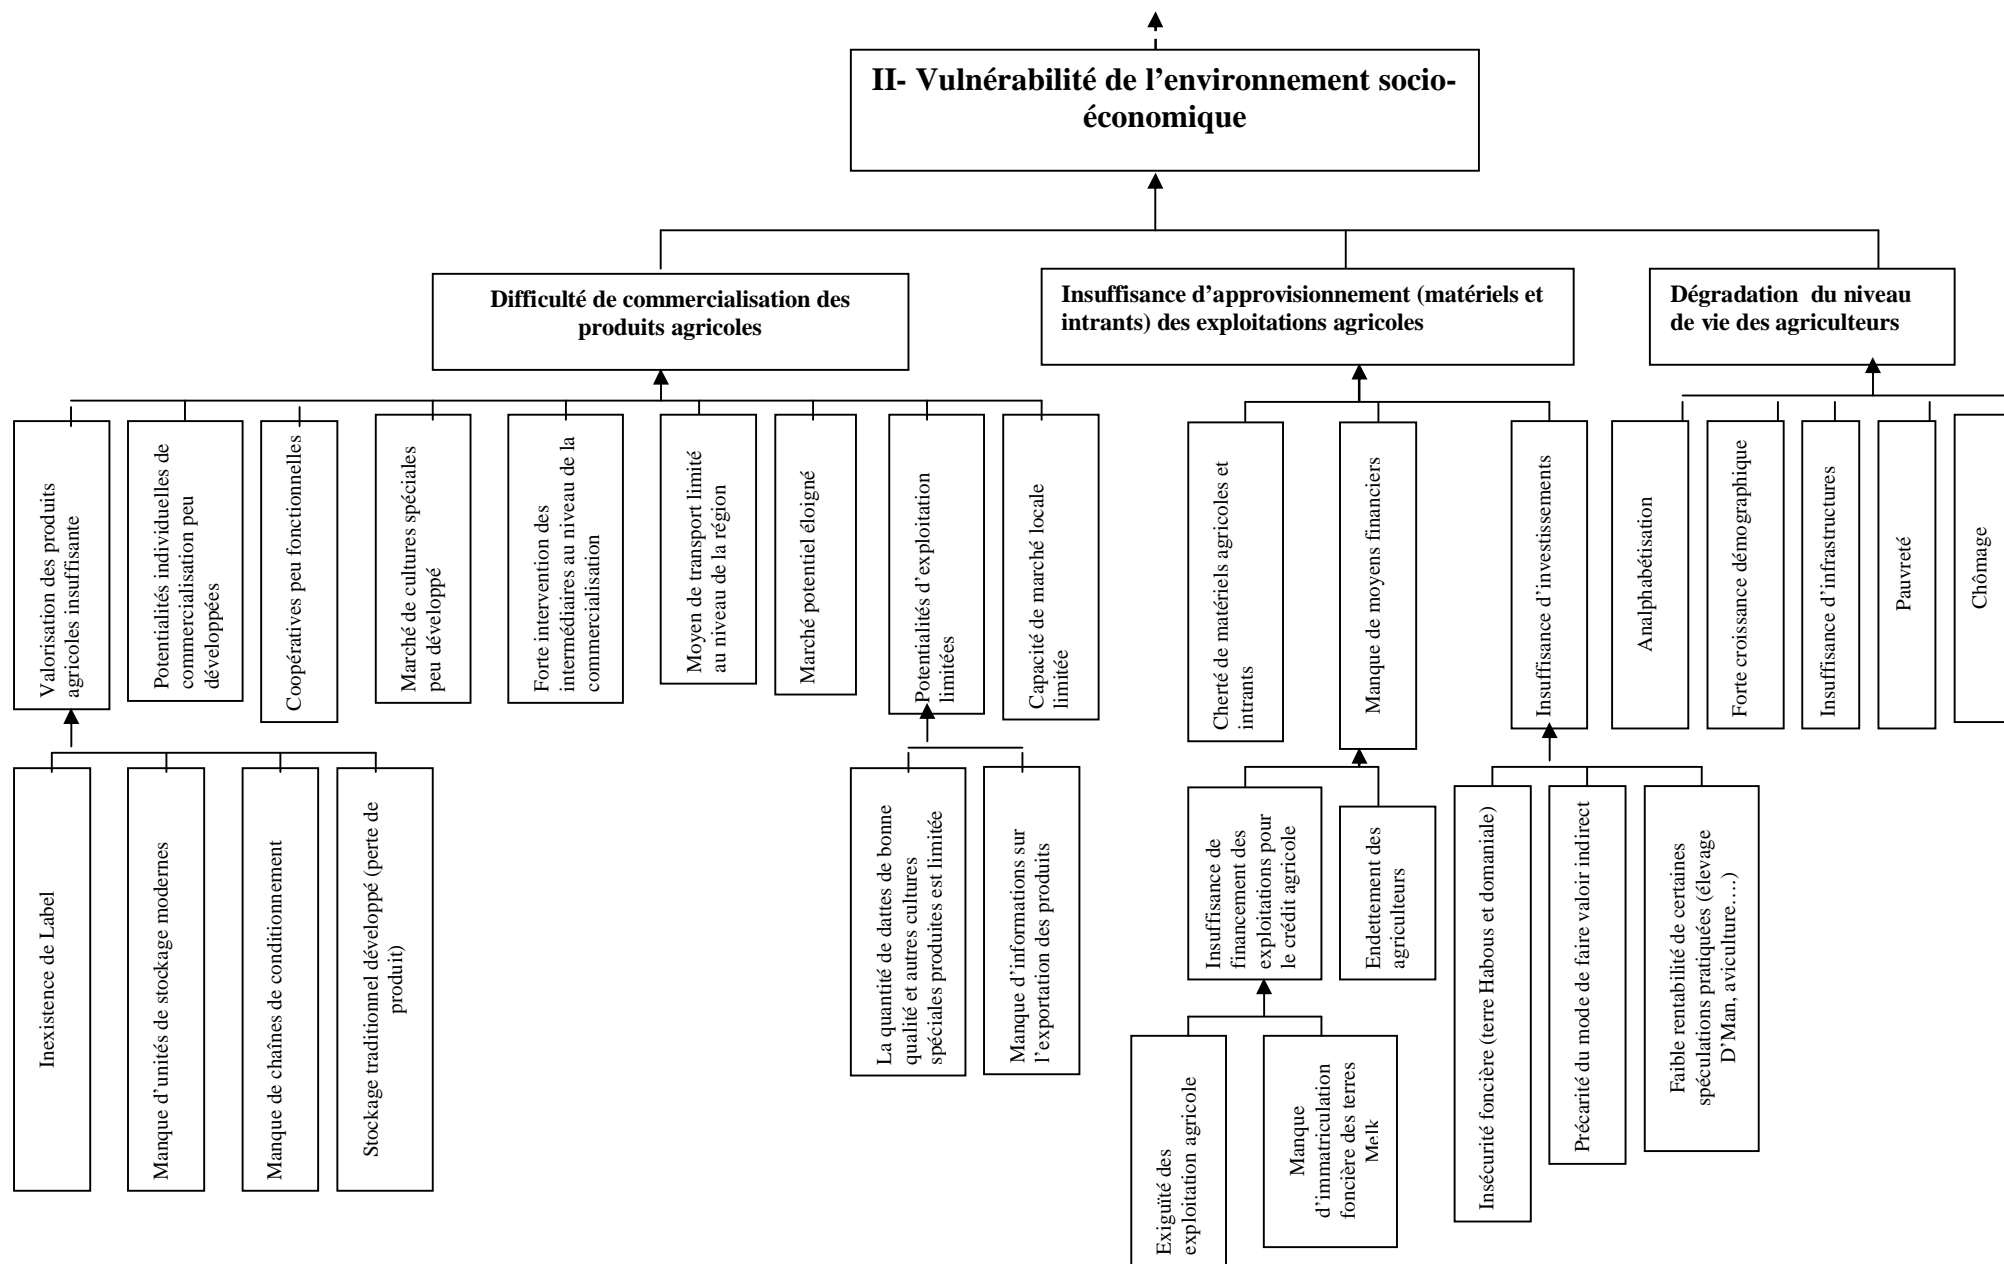 II- Vulnérabilité de l’environnement socio-
économique
Difficulté de commercialisation des
produits agricoles
Insuffisance d’approvisionnement (matériels et
intrants) des exploitations agricoles
Dégradation  du niveau
de vie des agriculteurs
Valorisation des produits
agricoles insuffisante
Potentialités individuelles de
commercialisation peu
développées
Coopératives peu fonctionnelles
Marché de cultures spéciales
peu développé
Forte intervention des
intermédiaires au niveau de la
commercialisation
Moyen de transport limité
au niveau de la région
Marché potentiel éloigné
Potentialités d’exploitation
limitées
Capacité de marché locale
limitée
Cherté de matériels agricoles et
intrants
Manque de moyens financiers
Insuffisance d’investissements
Analphabétisation
Forte croissance démographique
Insuffisance d’infrastructures
Pauvreté
Chômage
Inexistence de Label
Manque d’unités de stockage modernes
Manque de chaînes de conditionnement
Stockage traditionnel développé (perte de
produit)
La quantité de dattes de bonne
qualité et autres cultures
spéciales produites est limitée
Manque d’informations sur
l’exportation des produits
Insuffisance de
financement des
exploitations pour
le crédit agricole
Endettement des
agriculteurs
Insécurité foncière (terre Habous et domaniale)
Précarité du mode de faire valoir indirect
Faible rentabilité de certaines
spéculations pratiquées (élevage
D’Man, aviculture….)
Exiguïté des
exploitation agricole
Manque
d’immatriculation
foncière des terres
Melk